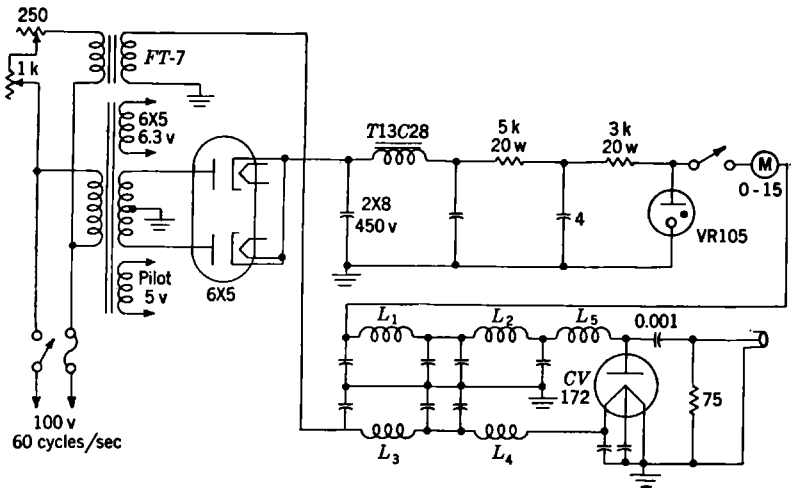 250
FT-7
1 k
6X5
6.3 v
T13C28
5 k
20 w
3 k
20 w
M
0-15
2X8
450 v
4
VR105
Pilot
5 v
6X5
L1
L2
L5
0.001
CV
172
75
100 v
60 cycles/sec
L3
L4